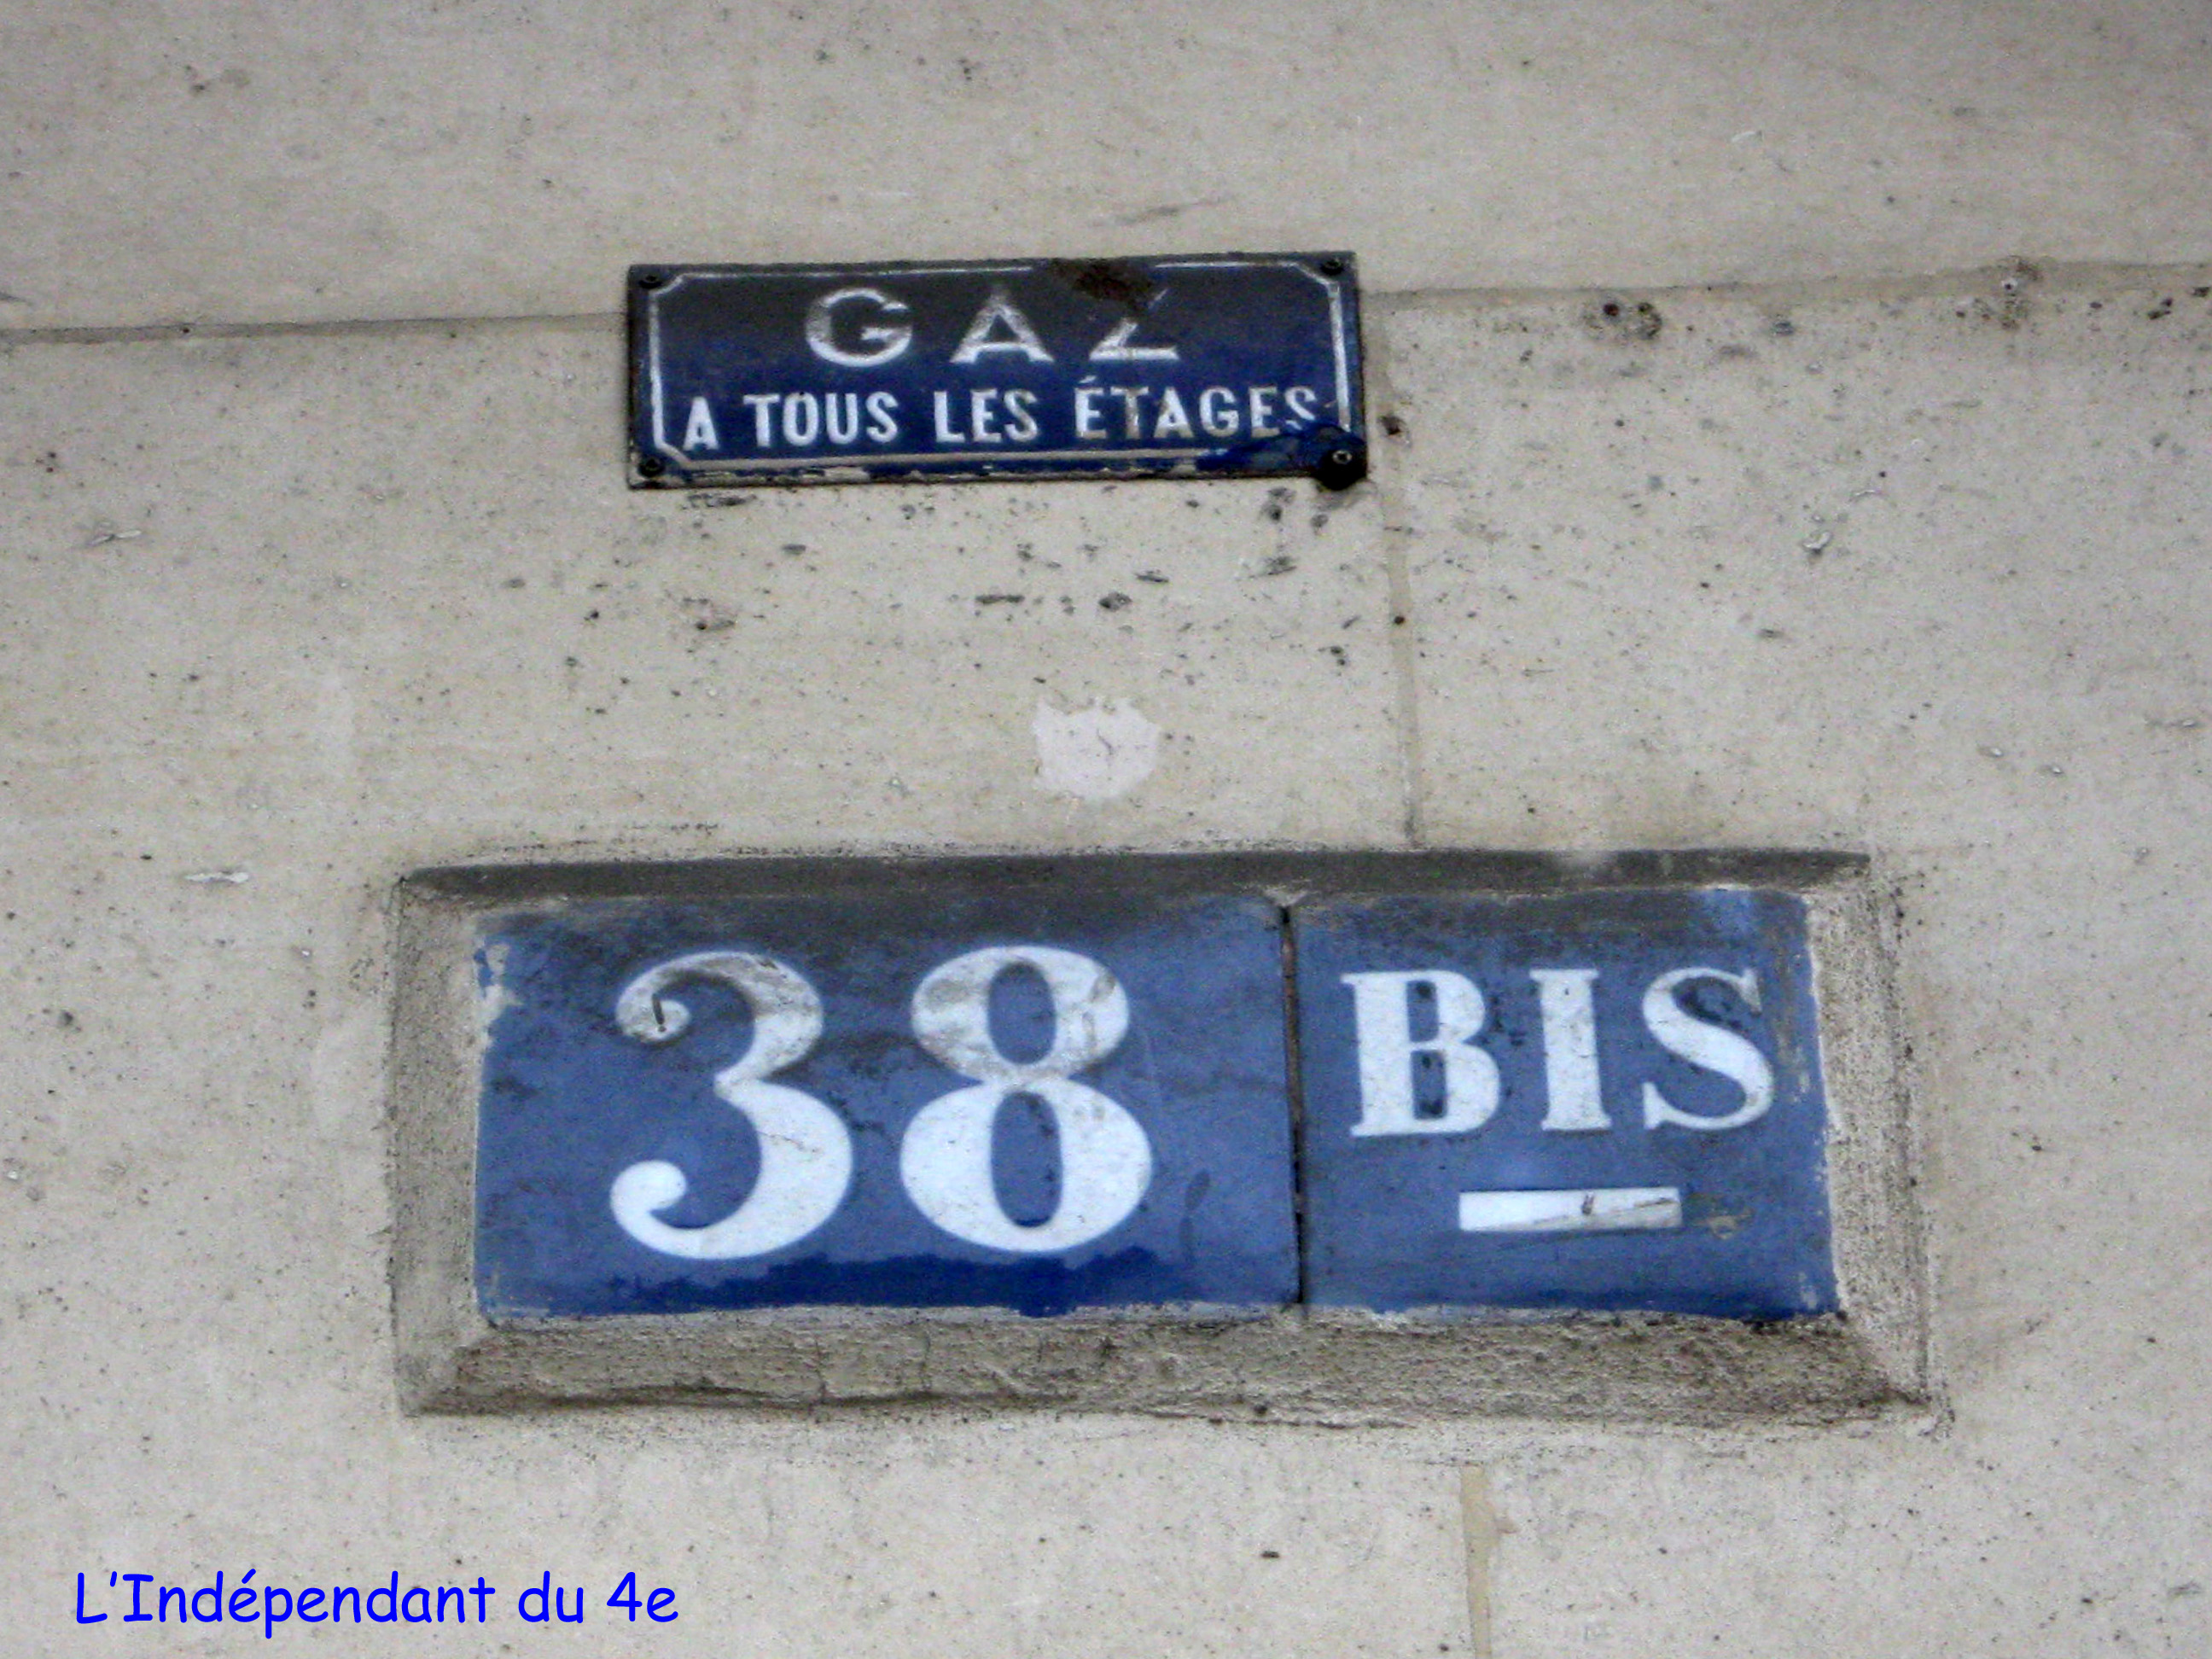 GAZ
A TOUS LES ÉTAGES
38 BIS
L'Indépendant du 4e